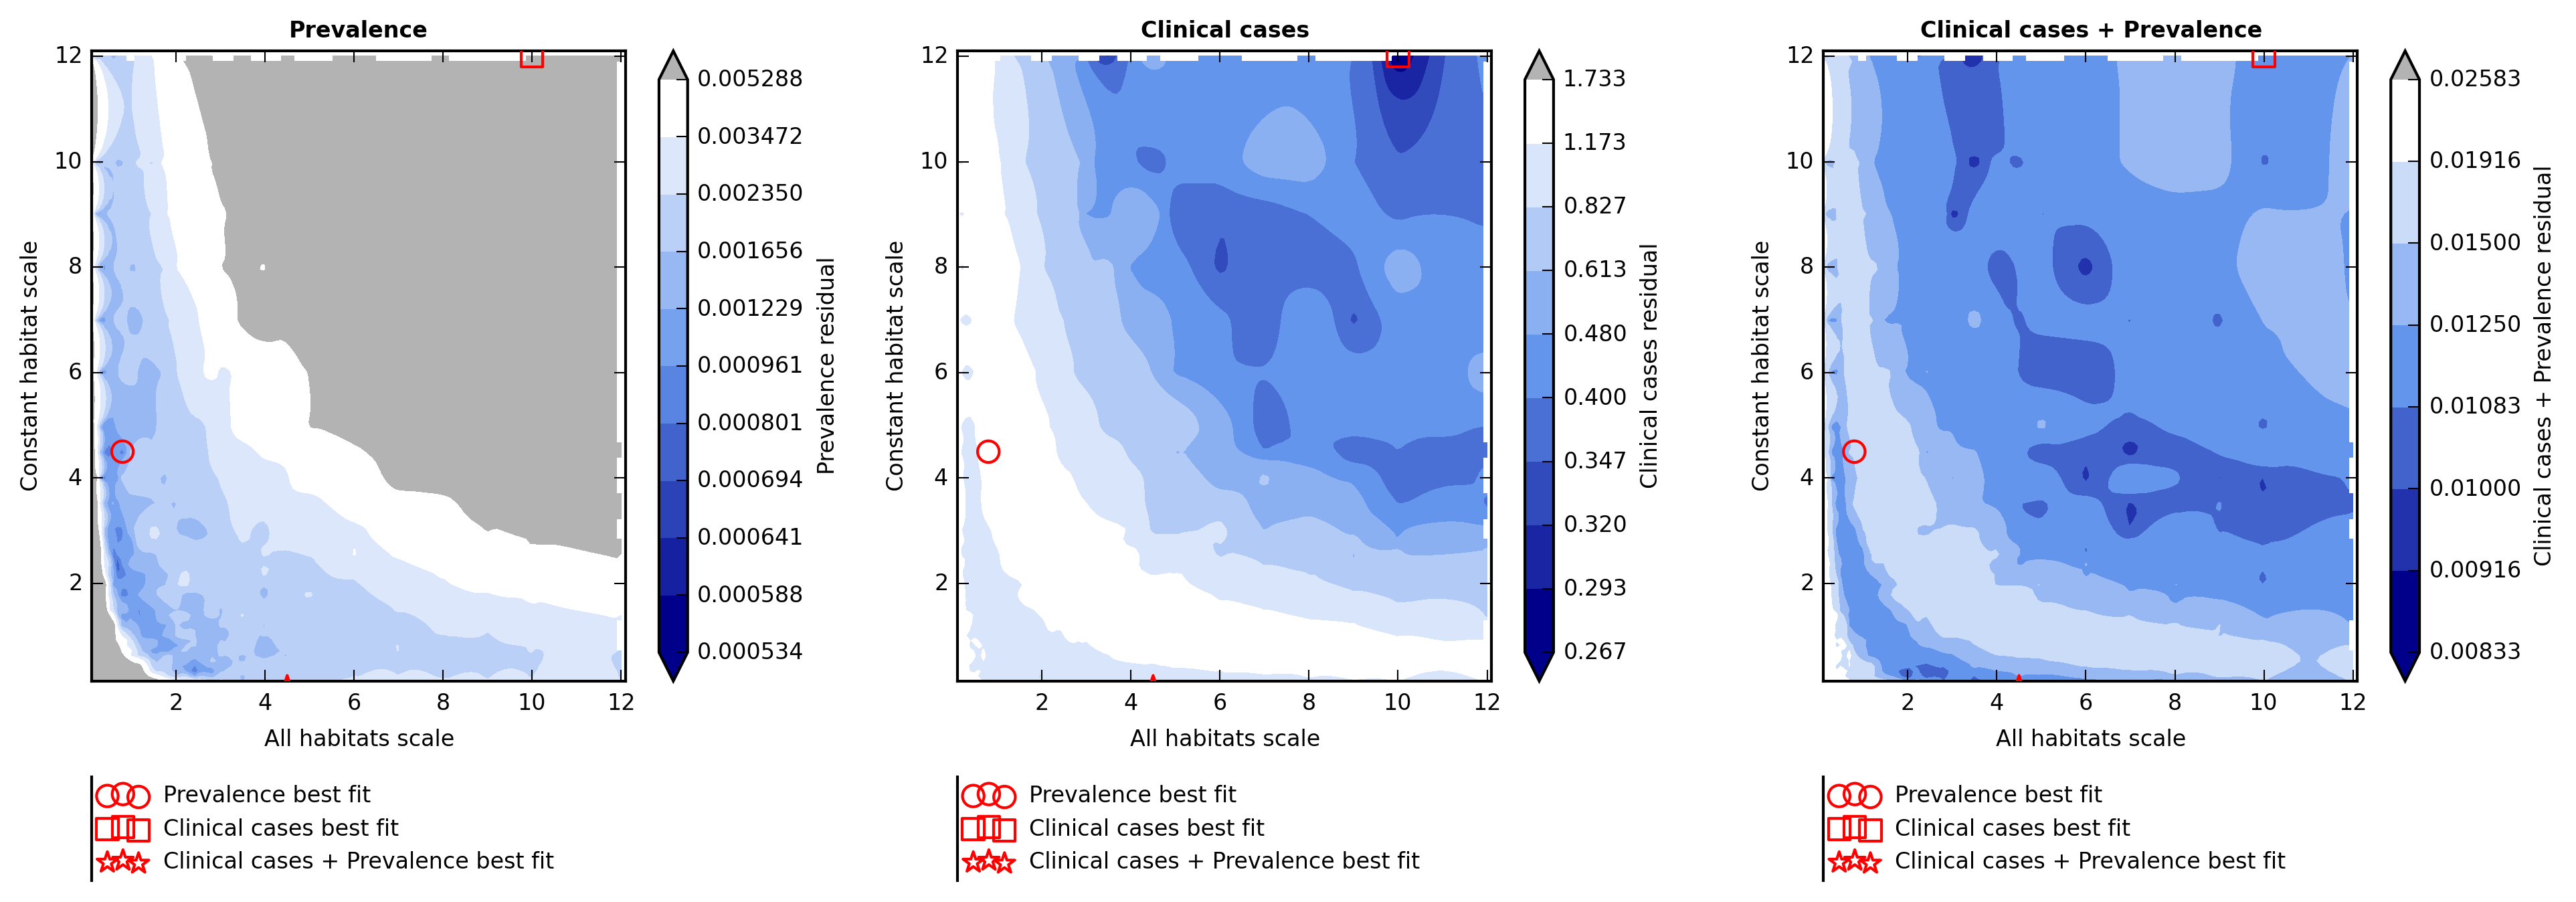 Prevalence
Clinical cases
Clinical cases + Prevalence
Constant habitat scale
12
10
8
6
4
2
2 4 6 8 10 12
All habitats scale
0.005288
0.003472
0.002350
0.001656
0.001229
0.000961
0.000801
0.000694
0.000641
0.000588
0.000534
Prevalence residual
Constant habitat scale
12
10
8
6
4
2
2 4 6 8 10 12
All habitats scale
1.733
1.173
0.827
0.613
0.480
0.400
0.347
0.320
0.293
0.267
Clinical cases residual
Constant habitat scale
12
10
8
6
4
2
2 4 6 8 10 12
All habitats scale
0.02583
0.01916
0.01500
0.01250
0.01083
0.01000
0.00916
0.00833
Clinical cases + Prevalence residual
Prevalence best fit
Clinical cases best fit
Clinical cases + Prevalence best fit
Prevalence best fit
Clinical cases best fit
Clinical cases + Prevalence best fit
Prevalence best fit
Clinical cases best fit
Clinical cases + Prevalence best fit